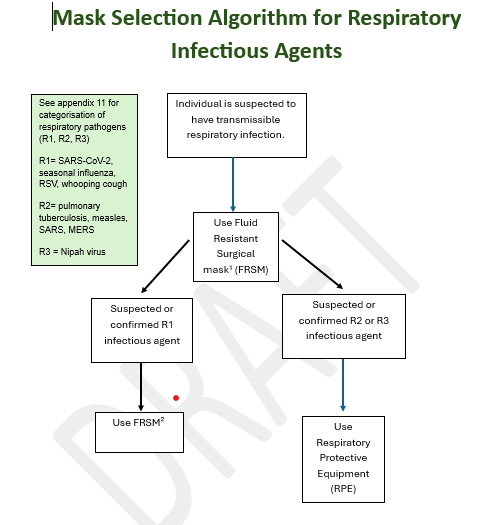 Mask Selection Algorithm for Respiratory
Infectious Agents
See appendix 11 for
categorisation of
respiratory pathogens
(R1, R2, R3)
R1= SARS-CoV-2,
seasonal influenza,
RSV, whooping cough
R2= pulmonary
tuberculosis, measles,
SARS, MERS
R3 = Nipah virus
Individual is suspected to
have transmissible
respiratory infection.
Use Fluid
Resistant
Surgical
mask¹ (FRSM)
Suspected or
confirmed R1
infectious agent
Suspected or
confirmed R2 or R3
infectious agent
Use FRSM²
Use
Respiratory
Protective
Equipment
(RPE)
DRAFT